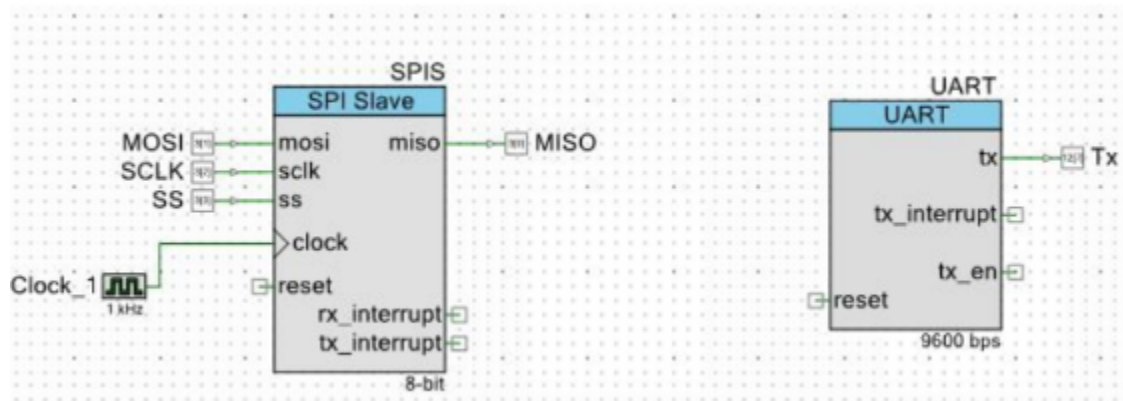 SPIS
SPI Slave
MOSI
mosi
miso
MISO
SCLK
sclk
SS
ss
clock
Clock_1
1 kHz
reset
rx_interrupt
tx_interrupt
8-bit
UART
UART
tx
Tx
tx_interrupt
tx_en
reset
9600 bps